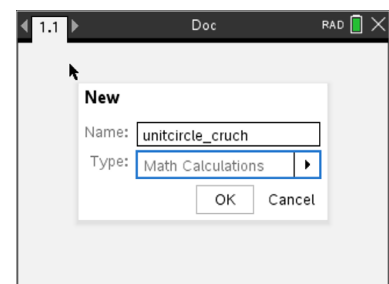 1.1 Doc RAD
New
Name: unitcircle_cruch
Type: Math Calculations
OK Cancel